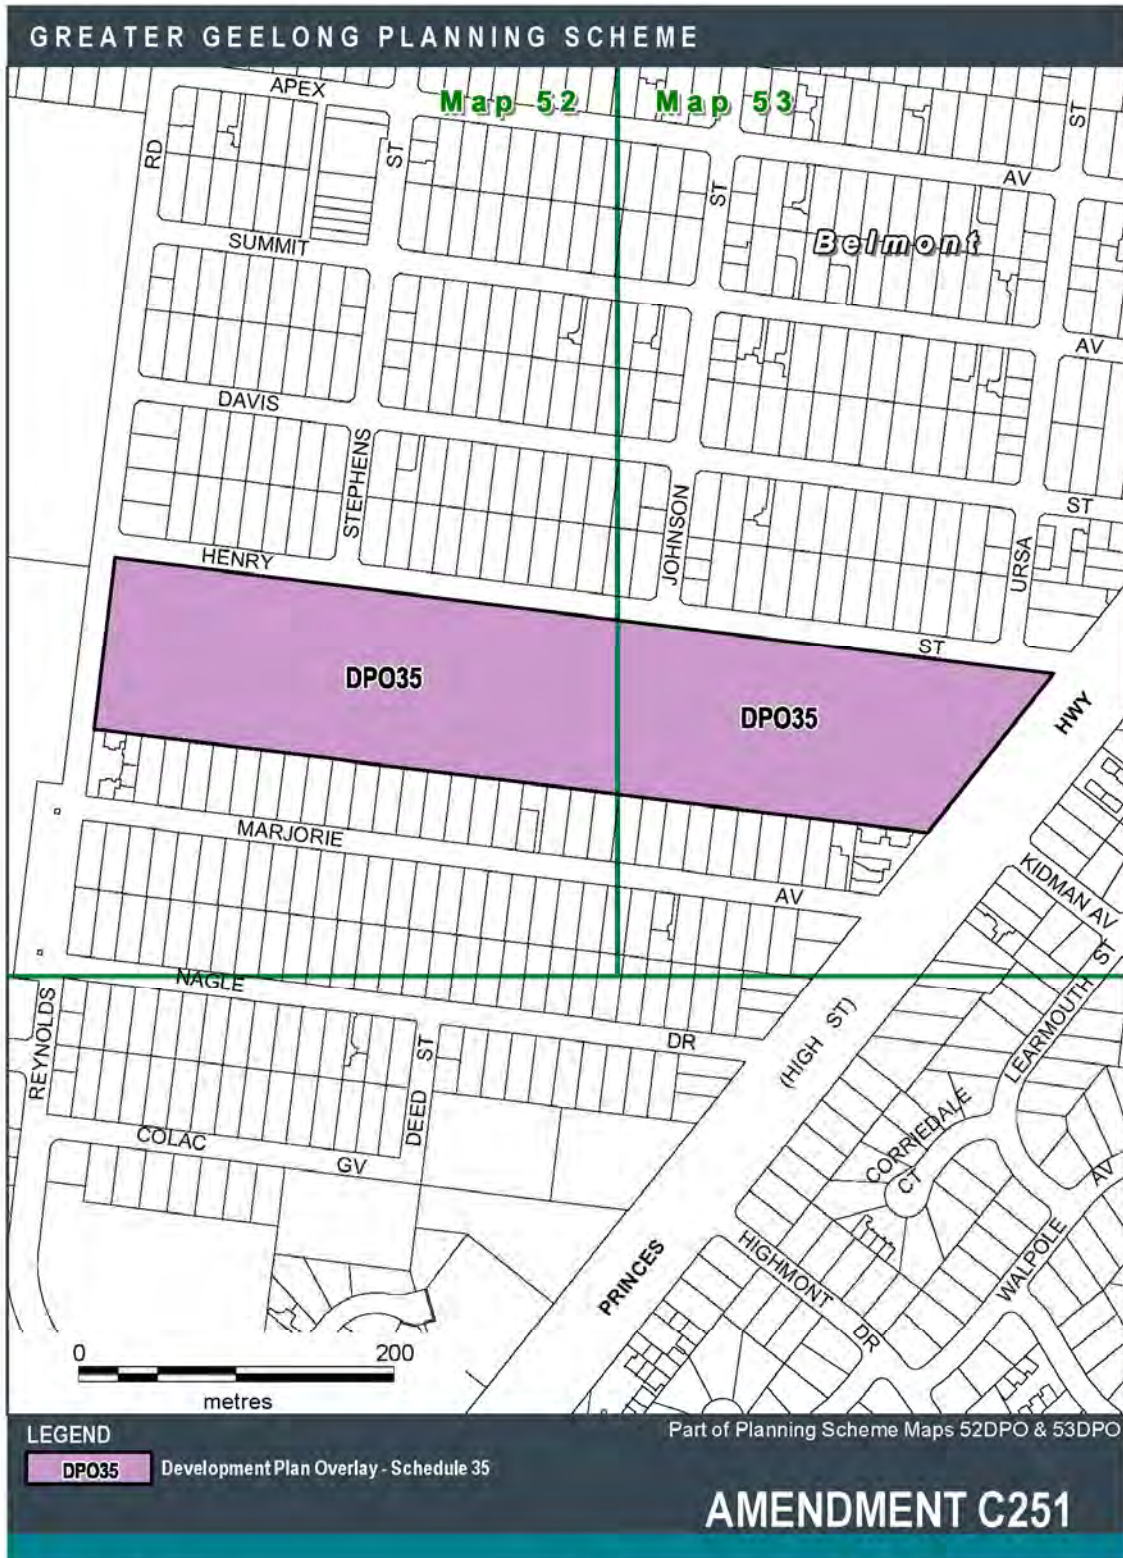 GREATER GEELONG PLANNING SCHEME
APEX
Map 52
Map 53
ST
RD
ST
ST
AV
SUMMIT
Belmont
AV
DAVIS
STEPHENS
JOHNSON
ST
URSA
HENRY
ST
DPO35
DPO35
HWY
MARJORIE
AV
KIDMAN AV
ST
NAGLE
REYNOLDS
LEARMOUTH
(HIGH ST)
DR
DEED ST
CORRIEDALE
CT
COLAC
GV
AV
WALPOLE
PRINCES
HIGHMONT
DR
0 200
metres
LEGEND
Part of Planning Scheme Maps 52DPO & 53DPO
DPO35 Development Plan Overlay - Schedule 35
AMENDMENT C251